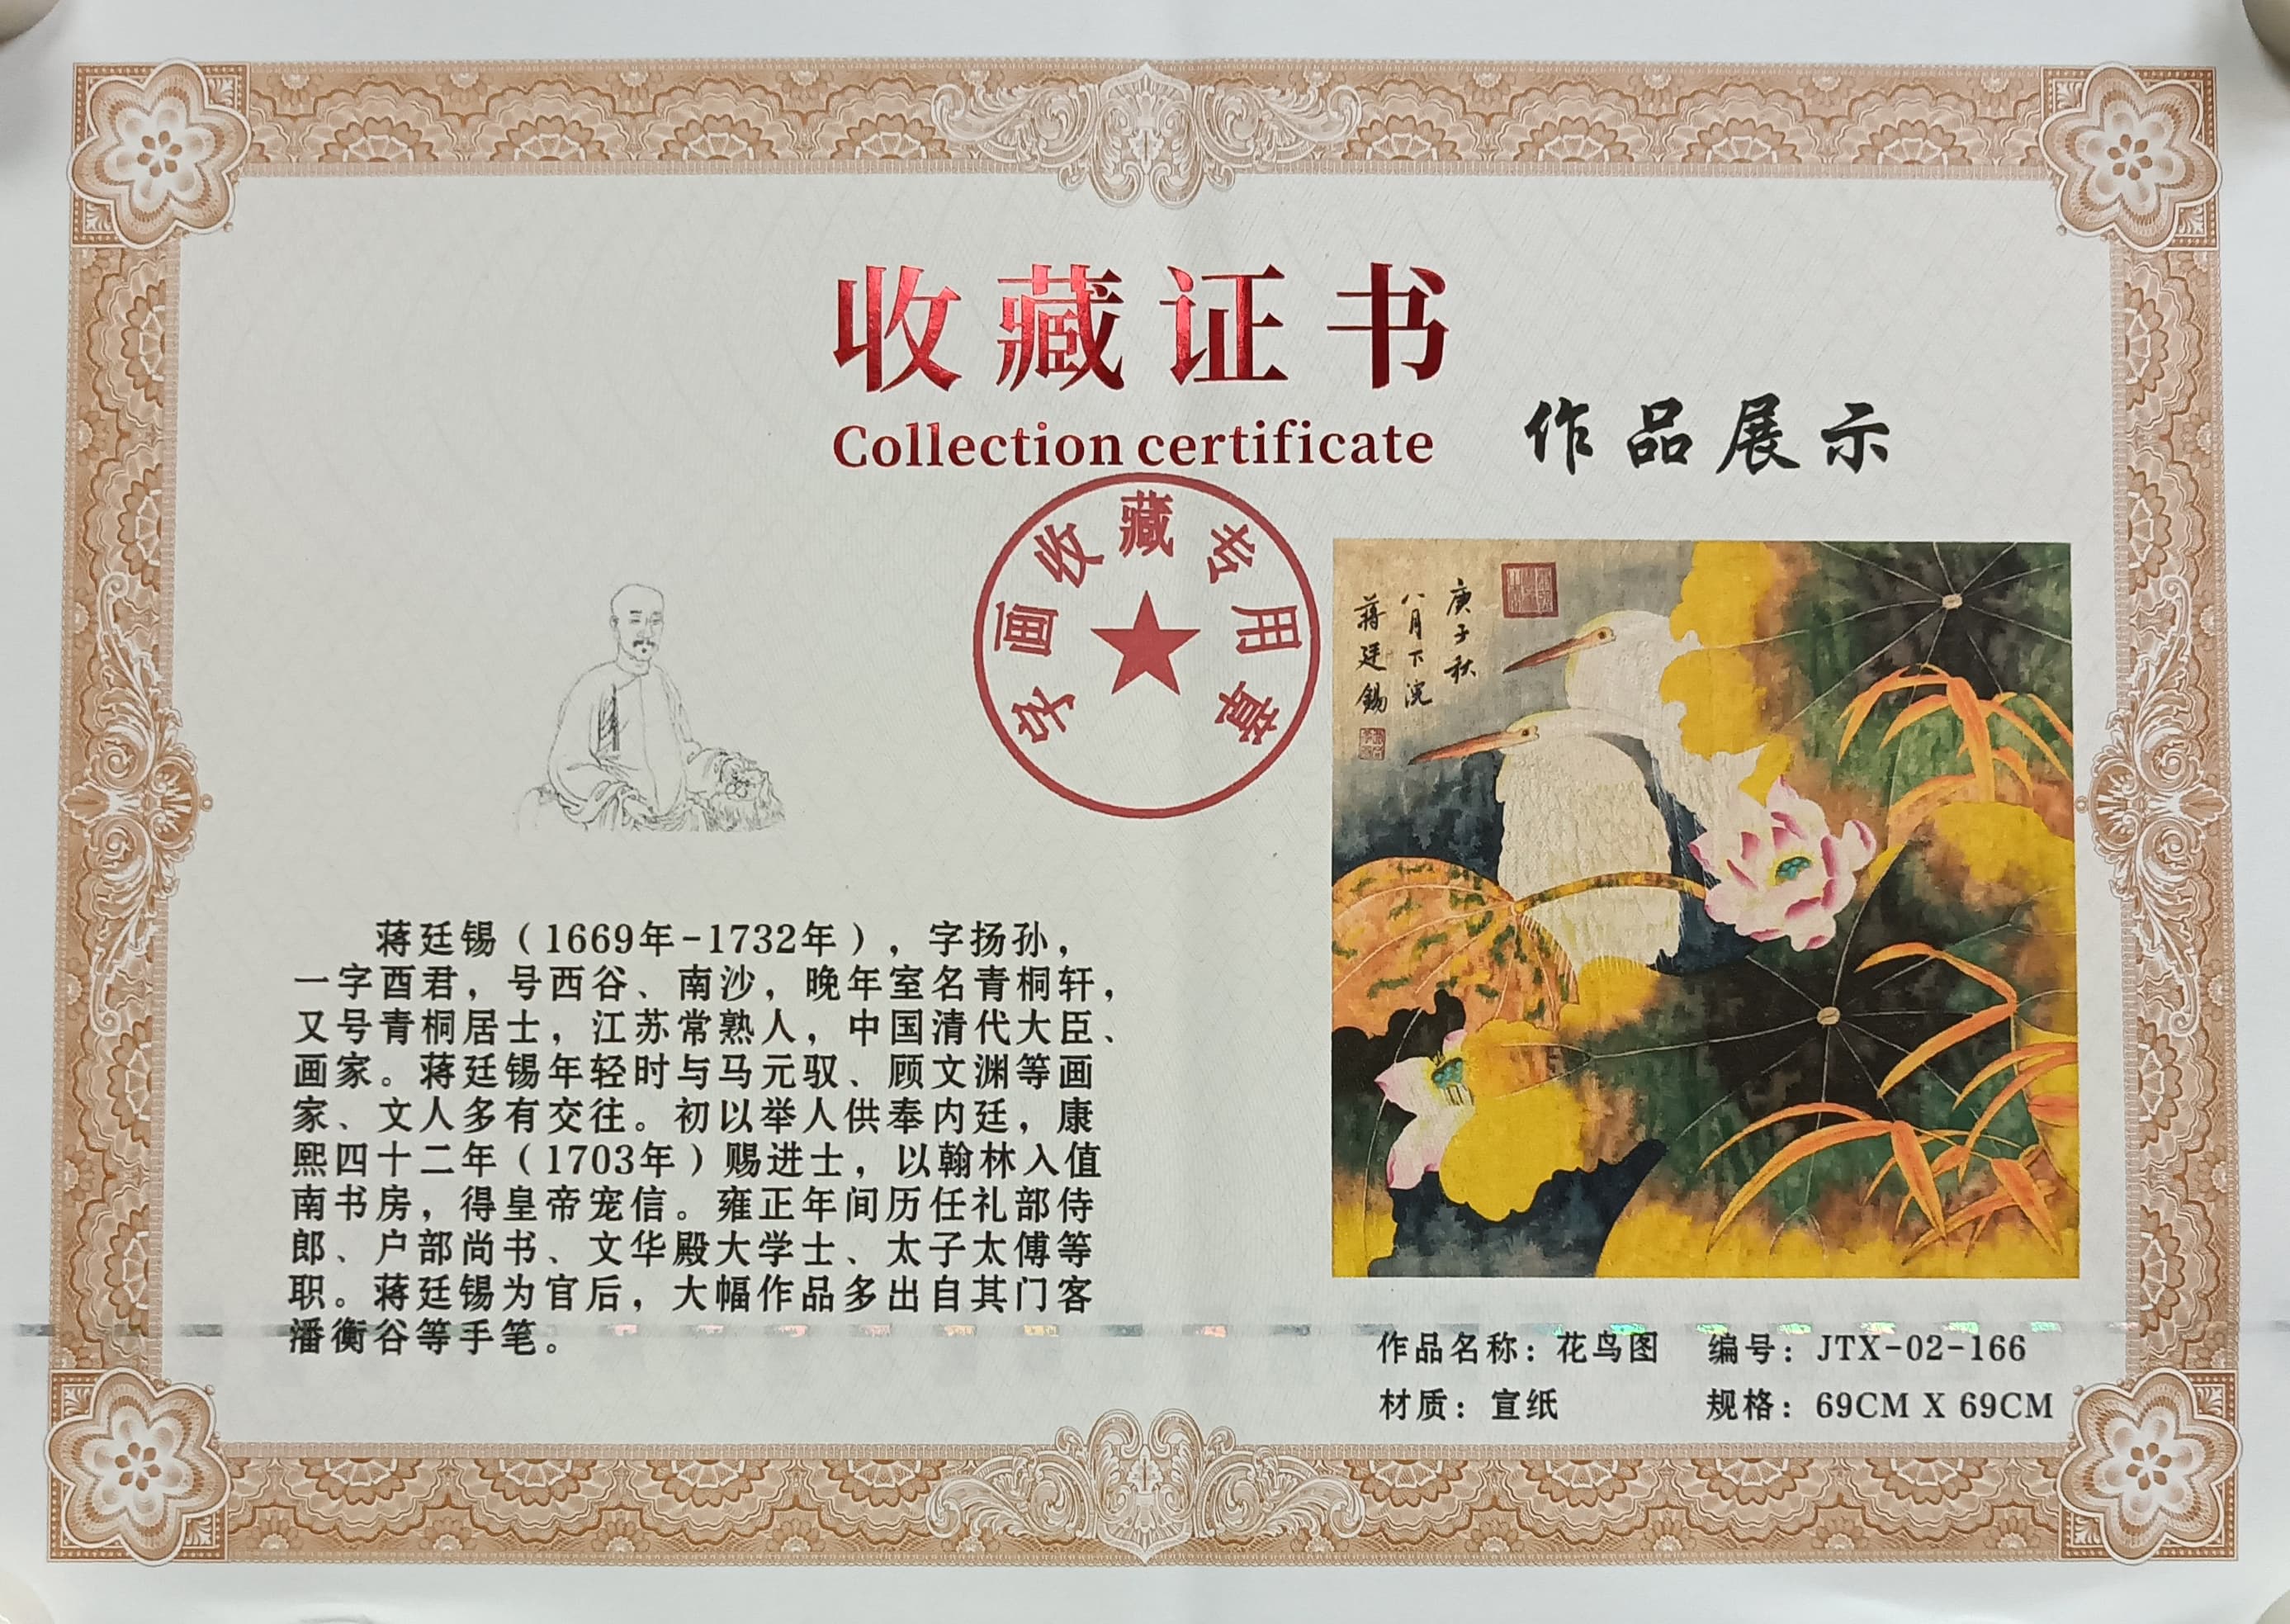 收藏证书
Collection certificate
字画收藏专用章
作品展示
庚子秋
八月下浣
蒋廷锡
蒋廷锡（1669年-1732年），字扬孙，
一字酉君，号西谷、南沙，晚年室名青桐轩，
又号青桐居士，江苏常熟人，中国清代大臣、
画家。蒋廷锡年轻时与马元驭、顾文渊等画
家、文人多有交往。初以举人供奉内廷，康
熙四十二年（1703年）赐进士，以翰林入值
南书房，得皇帝宠信。雍正年间历任礼部侍
郎、户部尚书、文华殿大学士、太子太傅等
职。蒋廷锡为官后，大幅作品多出自其门客
潘衡谷等手笔。
作品名称：花鸟图 编号：JTX-02-166
材质：宣纸 规格：69CM X 69CM